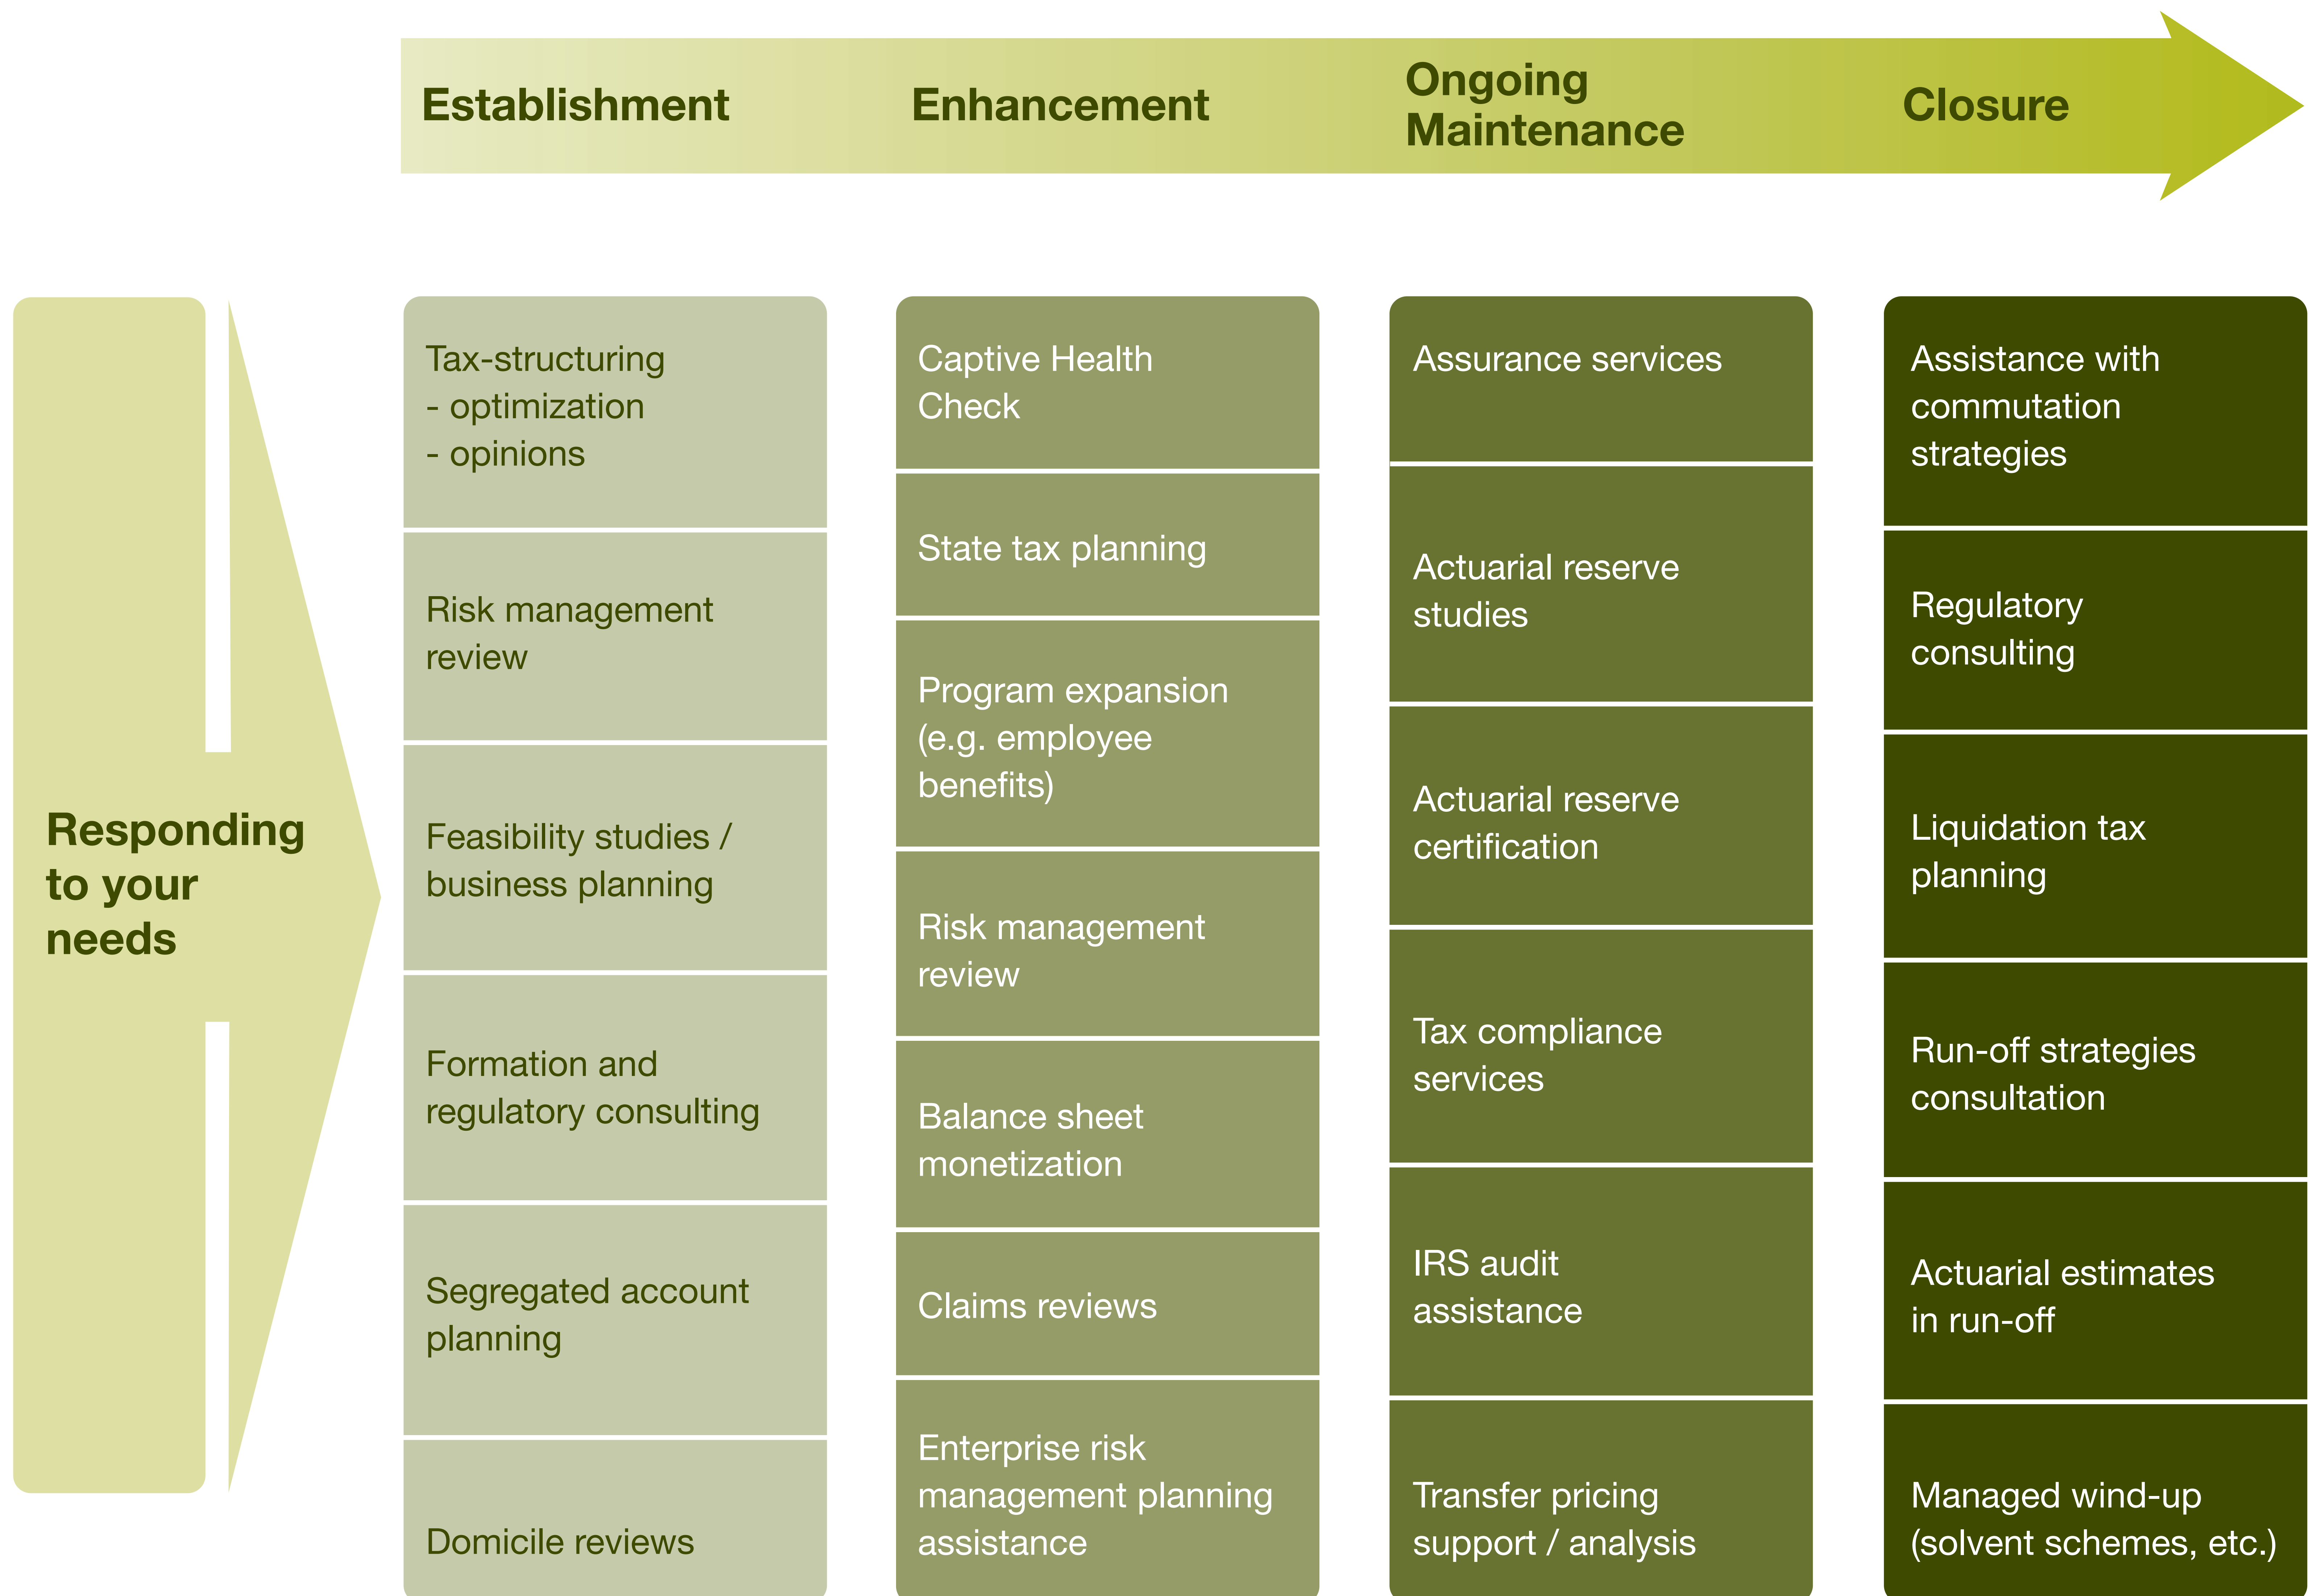 Establishment
Enhancement
Ongoing
Maintenance
Closure
Responding
to your
needs
Tax-structuring
- optimization
- opinions
Risk management
review
Feasibility studies /
business planning
Formation and
regulatory consulting
Segregated account
planning
Domicile reviews
Captive Health
Check
State tax planning
Program expansion
(e.g. employee
benefits)
Risk management
review
Balance sheet
monetization
Claims reviews
Enterprise risk
management planning
assistance
Assurance services
Actuarial reserve
studies
Actuarial reserve
certification
Tax compliance
services
IRS audit
assistance
Transfer pricing
support / analysis
Assistance with
commutation
strategies
Regulatory
consulting
Liquidation tax
planning
Run-off strategies
consultation
Actuarial estimates
in run-off
Managed wind-up
(solvent schemes, etc.)